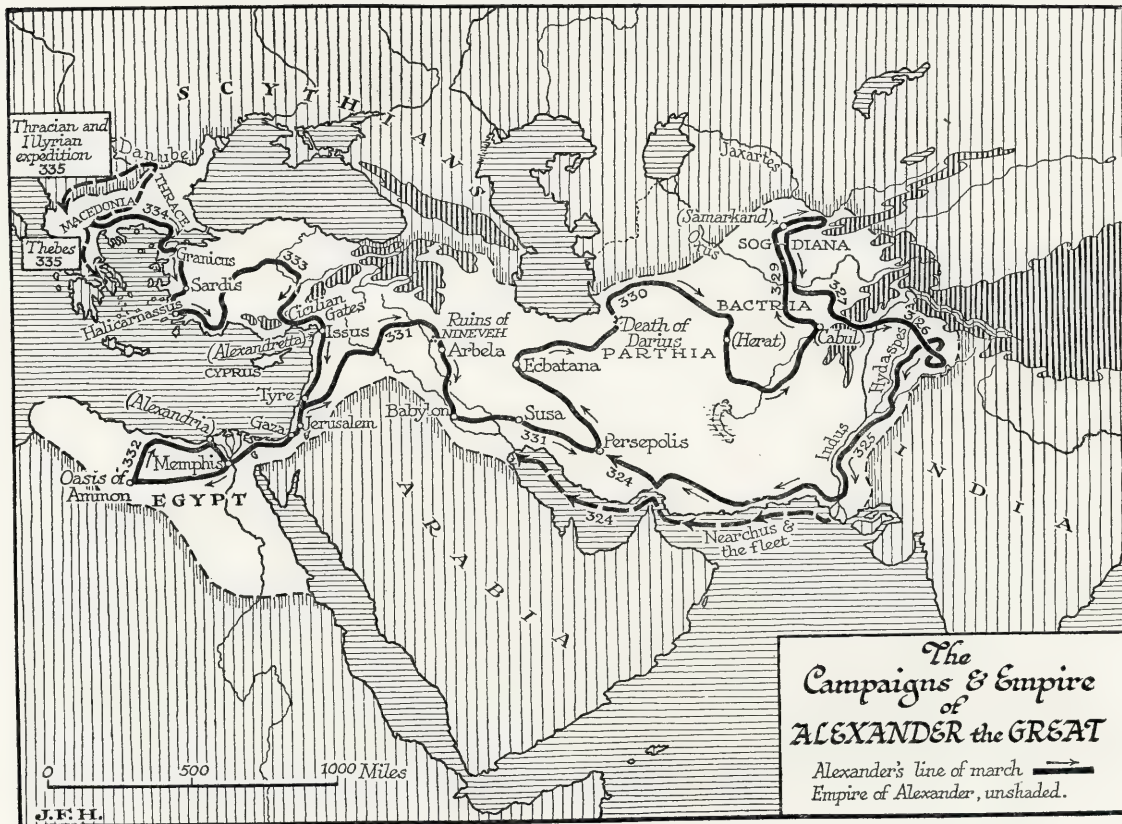 SCYTHIANS
Thracian and
Illyrian
expedition
335
Danube
THRACE
MACEDONIA
334
Thebes
335
Granicus
Sardis
333
Halicarnassus
Cicilian
Gates
Issus
(Alexandretta)
CYPRUS
331
Ruins of
NINEVEH
Arbela
Tyre
(Alexandria)
Gaza
Jerusalem
Babylon
332
Memphis
Oasis of
Ammon
EGYPT
Jaxartes
(Samarkand)
Oxus
SOGDIANA
329
327
330
BACTRIA
326
Death of
Darius
PARTHIA
(Herat)
Cabul
Hydaspes
Ecbatana
Susa
331
Persepolis
324
Indus
325
INDIA
ARABIA
324
Nearchus &
the fleet
The
Campaigns & Empire
of
ALEXANDER the GREAT
Alexander's line of march
Empire of Alexander, unshaded.
0 500 1000 Miles
J.F.H.